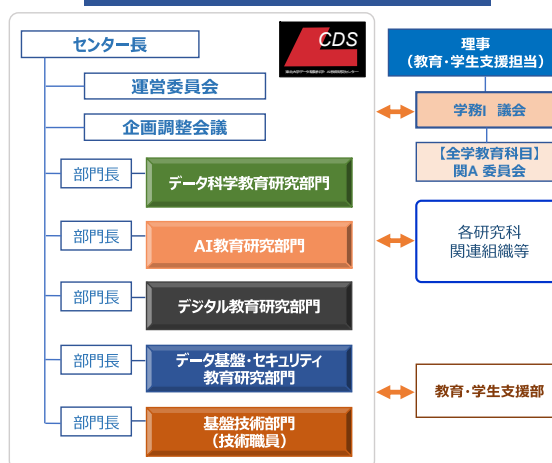 センター長
CDS
運営委員会
企画調整会議
部門長
データ科学教育研究部門
部門長
AI教育研究部門
部門長
デジタル教育研究部門
部門長
データ基盤・セキュリティ
教育研究部門
部門長
基盤技術部門
(技術職員)
理事
(教育・学生支援担当)
学務I 議会
【全学教育科目】
関A 委員会
各研究科
関連組織等
教育・学生支援部